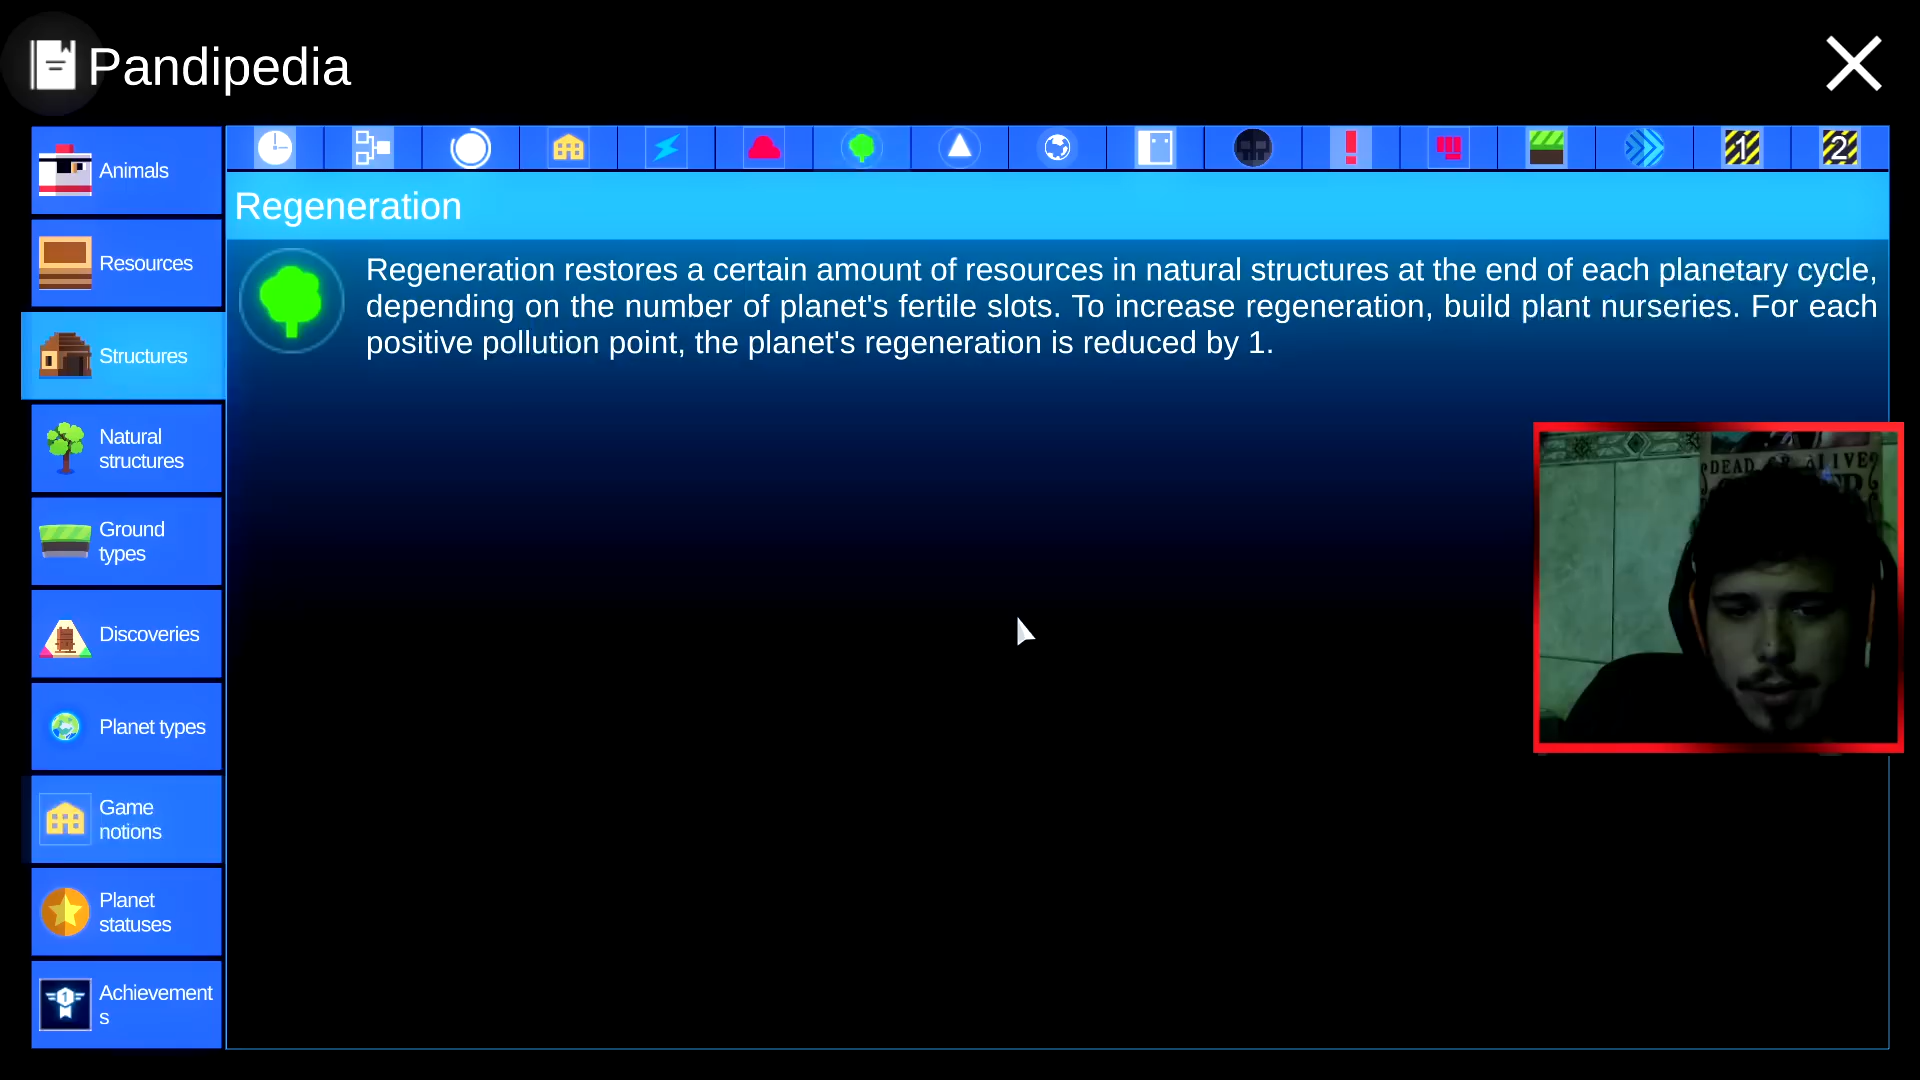 Pandipedia
Animals
Resources
Structures
Natural
structures
Ground
types
Discoveries
Planet types
Game
notions
Planet
statuses
Achievement
s
1
2
Regeneration
Regeneration restores a certain amount of resources in natural structures at the end of each planetary cycle,
depending on the number of planet's fertile slots. To increase regeneration, build plant nurseries. For each
positive pollution point, the planet's regeneration is reduced by 1.
DEAD OR ALIVE